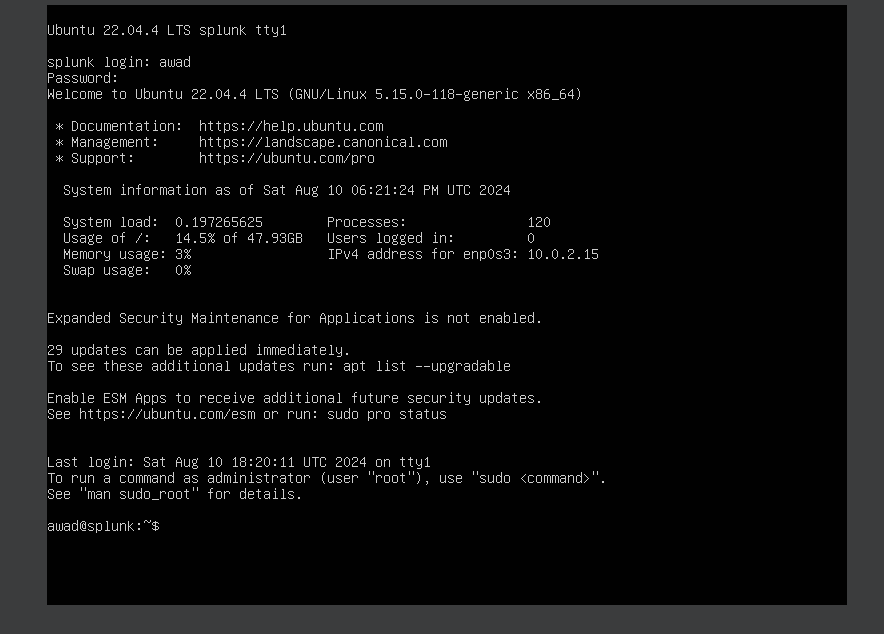 Ubuntu 22.04.4 LTS splunk tty1
splunk login: awad
Password:
Welcome to Ubuntu 22.04.4 LTS (GNU/Linux 5.15.0-118-generic x86_64)
* Documentation:  https://help.ubuntu.com
* Management:     https://landscape.canonical.com
* Support:        https://ubuntu.com/pro
System information as of Sat Aug 10 06:21:24 PM UTC 2024
System load:  0.197265625        Processes:               120
Usage of /:   14.5% of 47.93GB   Users logged in:         0
Memory usage: 3%                 IPv4 address for enp0s3: 10.0.2.15
Swap usage:   0%
Expanded Security Maintenance for Applications is not enabled.
29 updates can be applied immediately.
To see these additional updates run: apt list --upgradable
Enable ESM Apps to receive additional future security updates.
See https://ubuntu.com/esm or run: sudo pro status
Last login: Sat Aug 10 18:20:11 UTC 2024 on tty1
To run a command as administrator (user "root"), use "sudo <command>".
See "man sudo_root" for details.
awad@splunk:~$